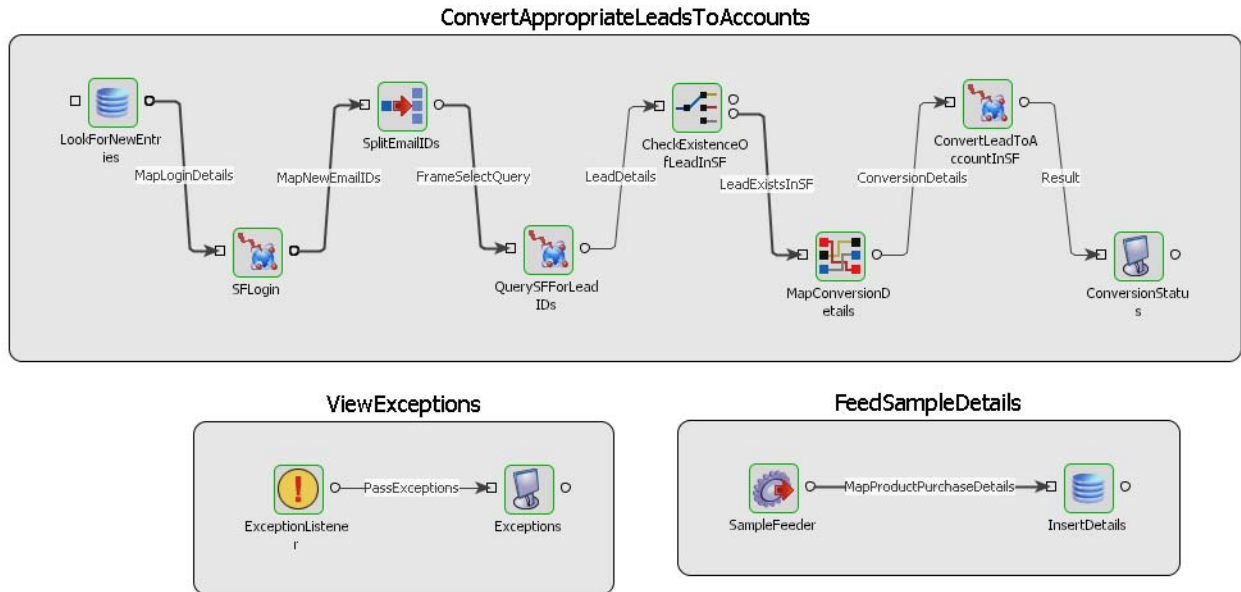 ConvertAppropriateLeadsToAccounts
LookForNewEntr
ies
MapLoginDetails
SFLogin
MapNewEmailIDs
SplitEmailIDs
FrameSelectQuery
QuerySFForLead
IDs
LeadDetails
CheckExistenceO
fLeadInSF
LeadExistsInSF
MapConversionD
etails
ConversionDetails
ConvertLeadToA
ccountInSF
Result
ConversionStatu
s
ViewExceptions
ExceptionListene
r
PassExceptions
Exceptions
FeedSampleDetails
SampleFeeder
MapProductPurchaseDetails
InsertDetails